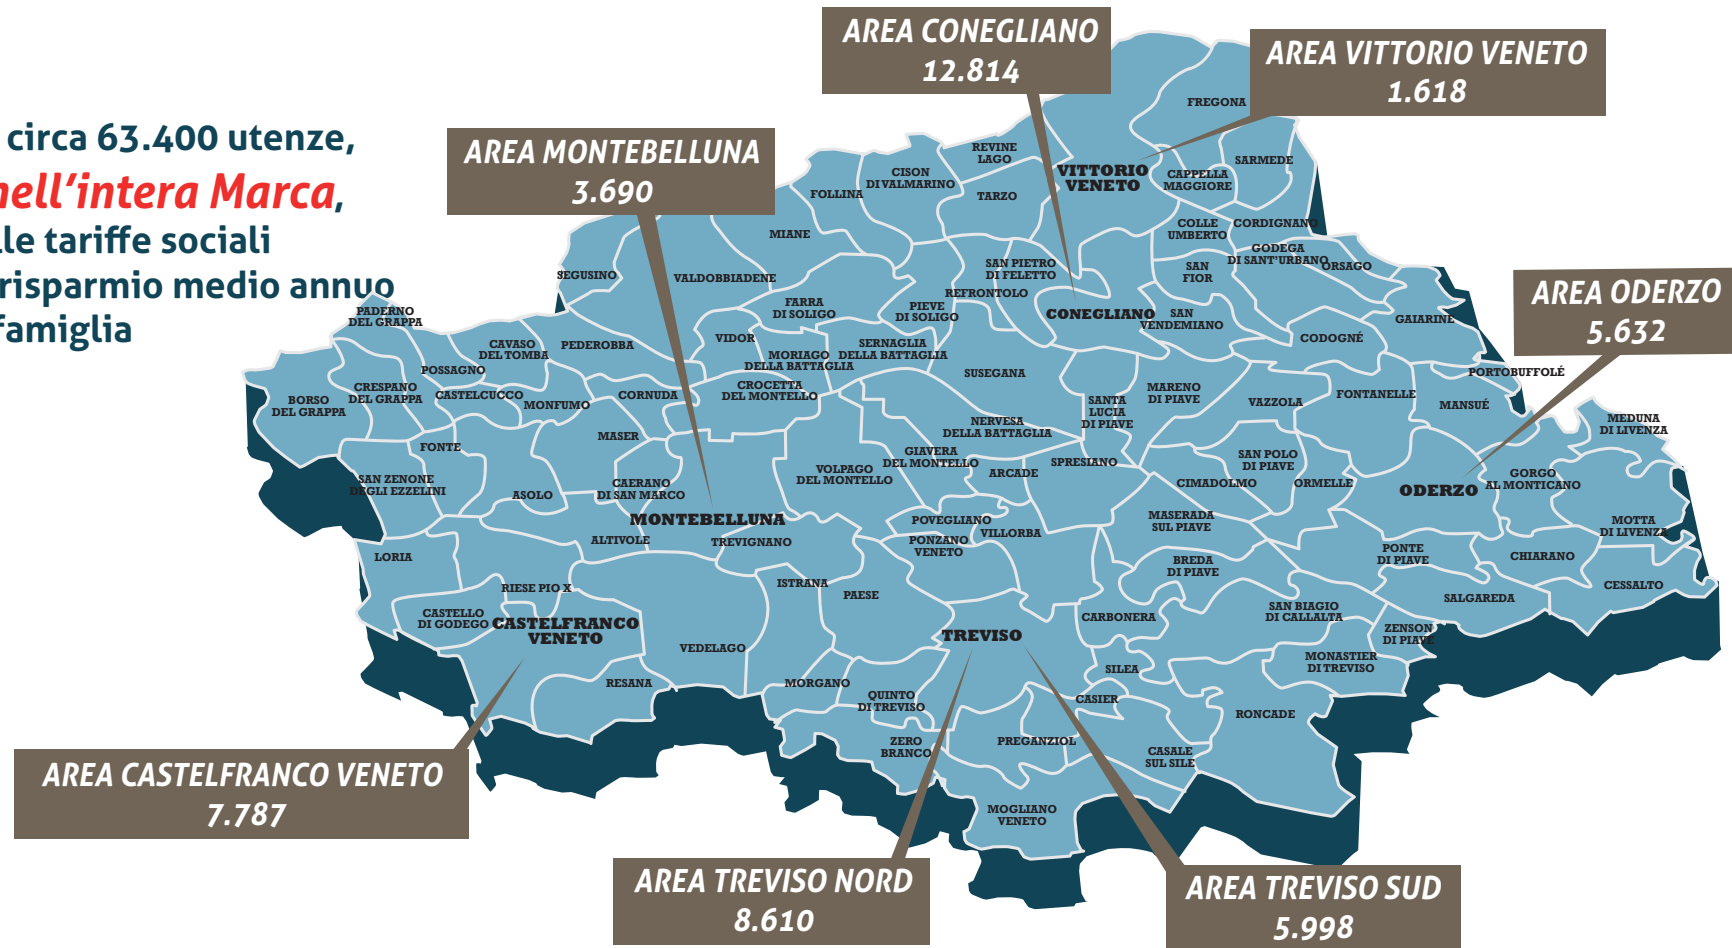 circa 63.400 utenze,
nell'intera Marca,
lle tariffe sociali
risparmio medio annuo
famiglia
AREA CONEGLIANO
12.814
AREA VITTORIO VENETO
1.618
AREA MONTEBELLUNA
3.690
AREA ODERZO
5.632
AREA CASTELFRANCO VENETO
7.787
AREA TREVISO NORD
8.610
AREA TREVISO SUD
5.998
FREGONA
REVINE
LAGO
SARMEDE
VITTORIO
VENETO
CAPPELLA
MAGGIORE
CISON
DI VALMARINO
FOLLINA
TARZO
MIANE
COLLE
UMBERTO
CORDIGNANO
GODEGA
DI SANT'URBANO
ORSAGO
SAN PIETRO
DI FELETTO
SAN
FIOR
SEGUSINO
VALDOBBIADENE
REFRONTOLO
FARRA
DI SOLIGO
PIEVE
DI SOLIGO
CONEGLIANO
SAN
VENDEMIANO
GAIARINE
PADERNO
DEL GRAPPA
CAVASO
DEL TOMBA
PEDEROBBA
VIDOR
MORIAGO
DELLA BATTAGLIA
SERNAGLIA
DELLA BATTAGLIA
CODOGNÉ
POSSAGNO
SUSEGANA
PORTOBUFFOLÉ
BORSO
DEL GRAPPA
CRESPANO
DEL GRAPPA
CASTELCUCCO
MONFUMO
CORNUDA
CROCETTA
DEL MONTELLO
SANTA
LUCIA
DI PIAVE
MARENO
DI PIAVE
VAZZOLA
FONTANELLE
MANSUÉ
MEDUNA
DI LIVENZA
FONTE
MASER
NERVESA
DELLA BATTAGLIA
GIAVERA
DEL MONTELLO
VOLPAGO
DEL MONTELLO
ARCADE
SPRESIANO
SAN POLO
DI PIAVE
CIMADOLMO
ORMELLE
ODERZO
GORGO
AL MONTICANO
SAN ZENONE
DEGLI EZZELINI
ASOLO
CAERANO
DI SAN MARCO
MONTEBELLUNA
POVEGLIANO
VILLORBA
PONZANO
VENETO
MASERADA
SUL PIAVE
MOTTA
DI LIVENZA
ALTIVOLE
TREVIGNANO
LORIA
BREDA
DI PIAVE
PONTE
DI PIAVE
CHIARANO
CESSALTO
RIESE PIO X
ISTRANA
PAESE
SALGAREDA
CASTELLO
DI GODEGO
CASTELFRANCO
VENETO
TREVISO
CARBONERA
SAN BIAGIO
DI CALLALTA
ZENSON
DI PIAVE
VEDELAGO
MONASTIER
DI TREVISO
RESANA
MORGANO
QUINTO
DI TREVISO
SILEA
CASIER
RONCADE
ZERO
BRANCO
PREGANZIOL
CASALE
SUL SILE
MOGLIANO
VENETO